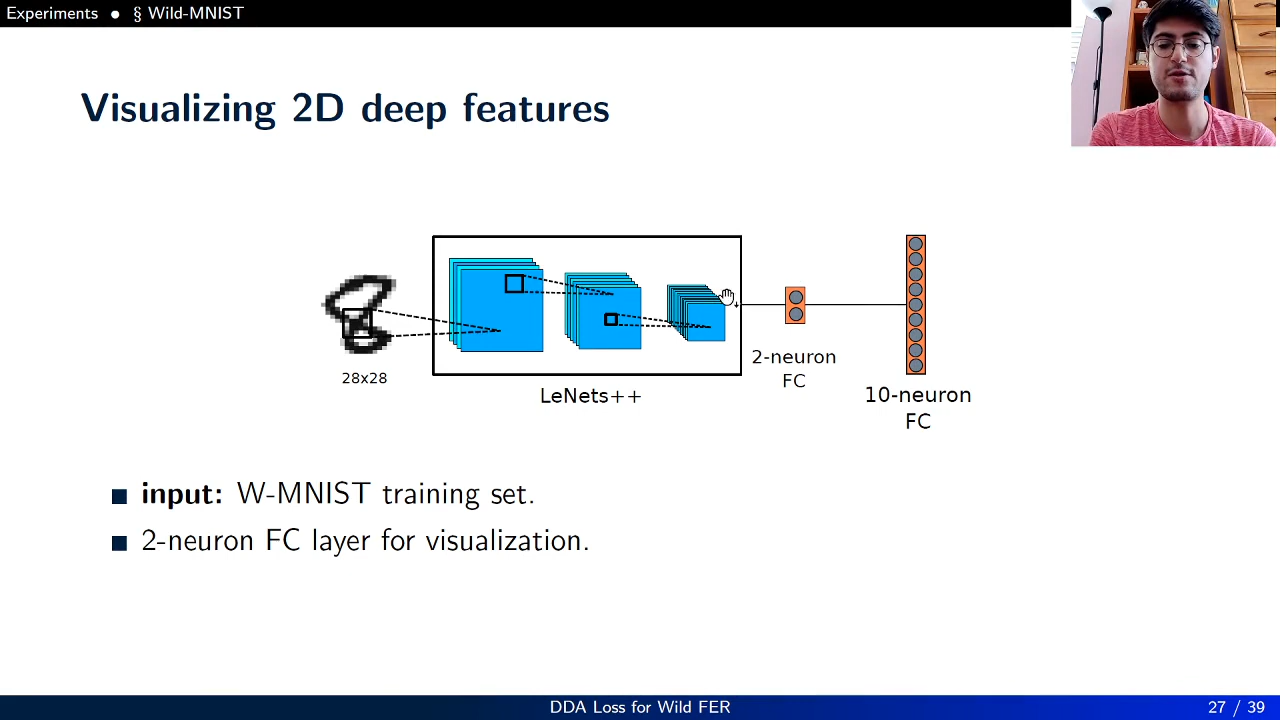 Experiments ● § Wild-MNIST
Visualizing 2D deep features
28x28
LeNets++
2-neuron
FC
10-neuron
FC
■ input: W-MNIST training set.
■ 2-neuron FC layer for visualization.
DDA Loss for Wild FER
27 / 39